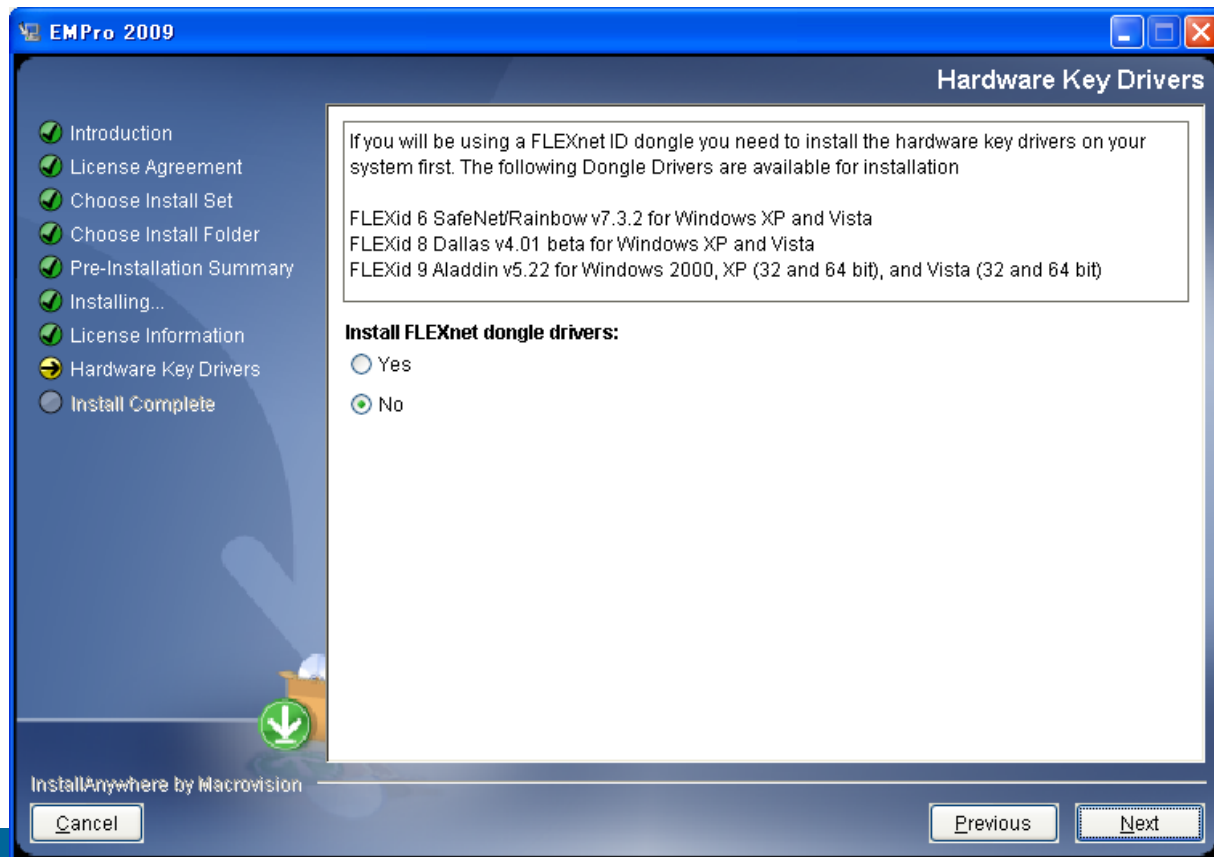 EMPro 2009
Hardware Key Drivers
Introduction
License Agreement
Choose Install Set
Choose Install Folder
Pre-Installation Summary
Installing...
License Information
Hardware Key Drivers
Install Complete
If you will be using a FLEXnet ID dongle you need to install the hardware key drivers on your
system first. The following Dongle Drivers are available for installation
FLEXid 6 SafeNet/Rainbow v7.3.2 for Windows XP and Vista
FLEXid 8 Dallas v4.01 beta for Windows XP and Vista
FLEXid 9 Aladdin v5.22 for Windows 2000, XP (32 and 64 bit), and Vista (32 and 64 bit)
Install FLEXnet dongle drivers:
Yes
No
InstallAnywhere by Macrovision
Cancel
Previous
Next